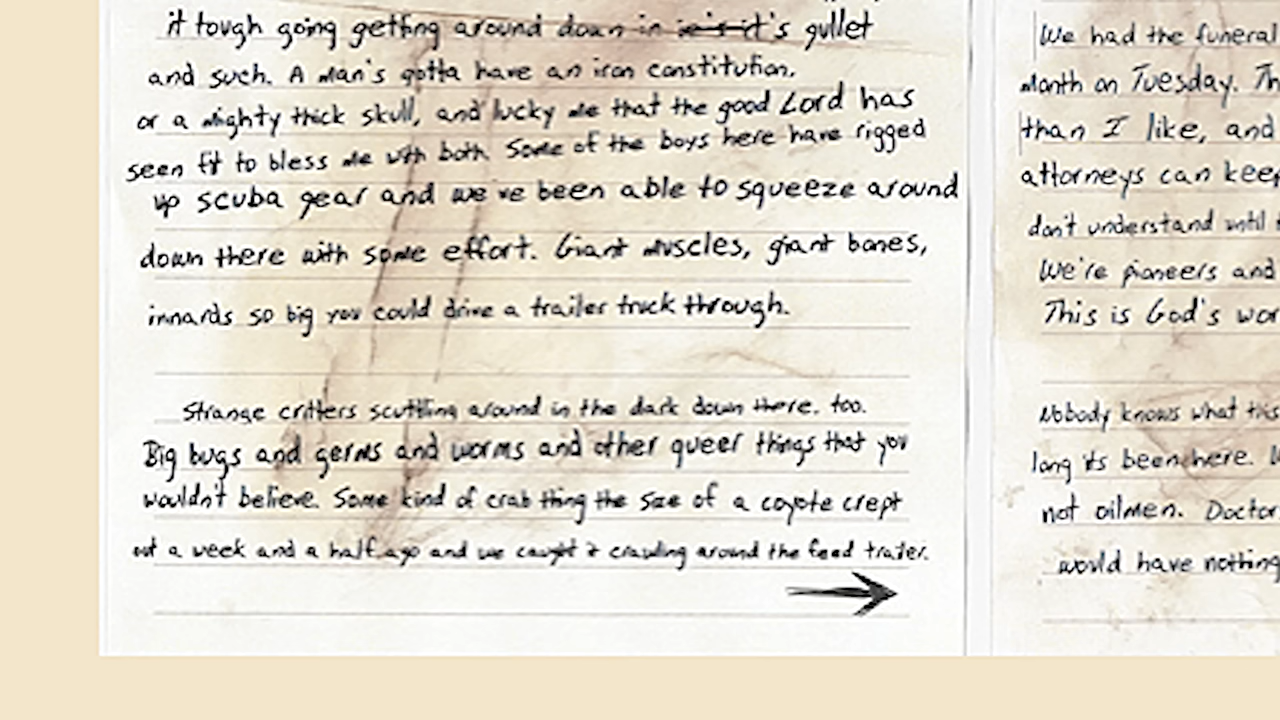 it tough going getting around down in ie's it's gullet
and such. A man's gotta have an iron constitution,
or a mighty thick skull, and lucky me that the good Lord has
seen fit to bless me with both. Some of the boys here have rigged
up scuba gear and we've been able to squeeze around
down there with some effort. Giant muscles, giant bones,
innards so big you could drive a trailer truck through.
Strange critters scuttling around in the dark down there, too.
Big bugs and germs and worms and other queer things that you
wouldn't believe. Some kind of crab thing the size of a coyote crept
out a week and a half ago and we caught it crawling around the feed trailer.
We had the funeral
month on Tuesday. Th
than I like, and
attorneys can keep
don't understand until
We're pioneers and
This is God's wor
Nobody knows what this
long its been here.
not oilmen. Doctor
would have nothing